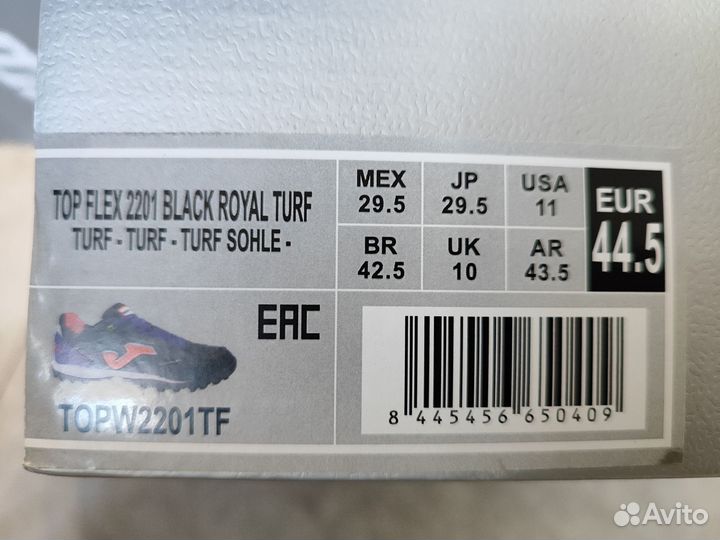 TOP FLEX 2201 BLACK ROYAL TURF
TURF - TURF - TURF SOHLE -
MEX 29.5
JP 29.5
USA 11
EUR 44.5
BR 42.5
UK 10
AR 43.5
EAC
TOPW2201TF
8 445456 650409
Avito